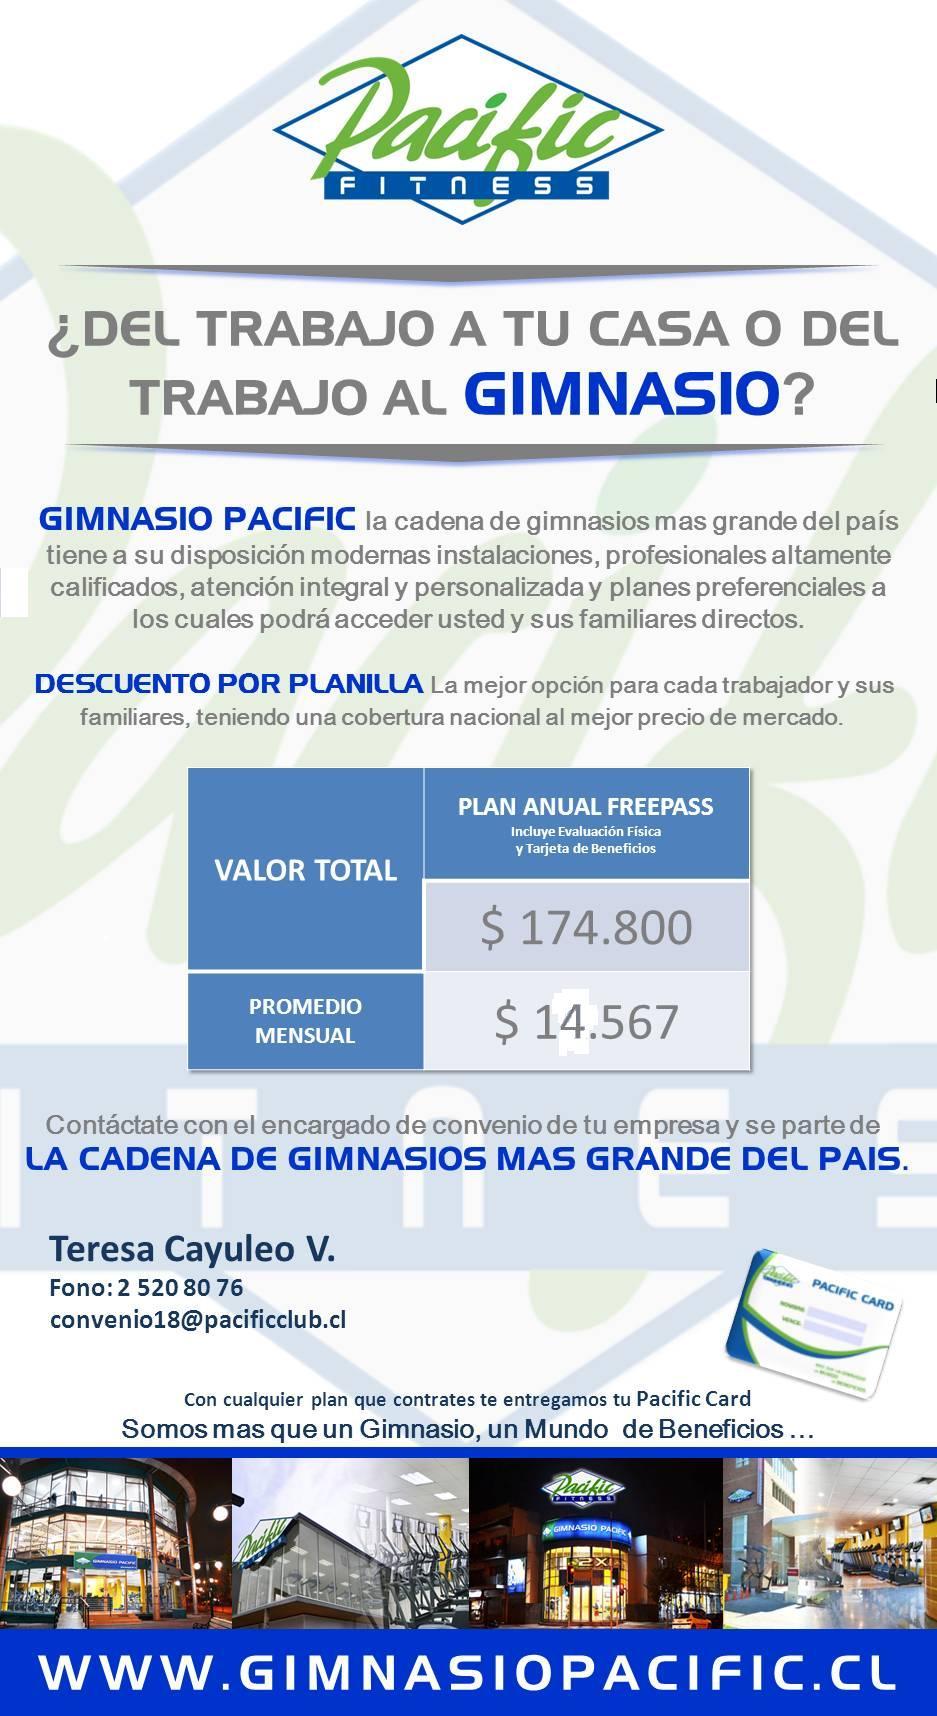 Pacific
FITNESS
¿DEL TRABAJO A TU CASA O DEL
TRABAJO AL GIMNASIO?
GIMNASIO PACIFIC la cadena de gimnasios mas grande del país
tiene a su disposición modernas instalaciones, profesionales altamente
calificados, atención integral y personalizada y planes preferenciales a
los cuales podrá acceder usted y sus familiares directos.
DESCUENTO POR PLANILLA La mejor opción para cada trabajador y sus
familiares, teniendo una cobertura nacional al mejor precio de mercado.
VALOR TOTAL
PLAN ANUAL FREEPASS
Incluye Evaluación Física
y Tarjeta de Beneficios
$ 174.800
PROMEDIO
MENSUAL
$ 14.567
Contáctate con el encargado de convenio de tu empresa y se parte de
LA CADENA DE GIMNASIOS MAS GRANDE DEL PAIS.
Teresa Cayuleo V.
Fono: 2 520 80 76
convenio18@pacificclub.cl
Pacific
PACIFIC CARD
NOMBRE:
VENCE:
Con cualquier plan que contrates te entregamos tu Pacific Card
Somos mas que un Gimnasio, un Mundo de Beneficios ...
GIMNASIO PACIFIC
Pacific
Pacific
FITNESS
GIMNASIO PACIFIC
WWW.GIMNASIOPACIFIC.CL